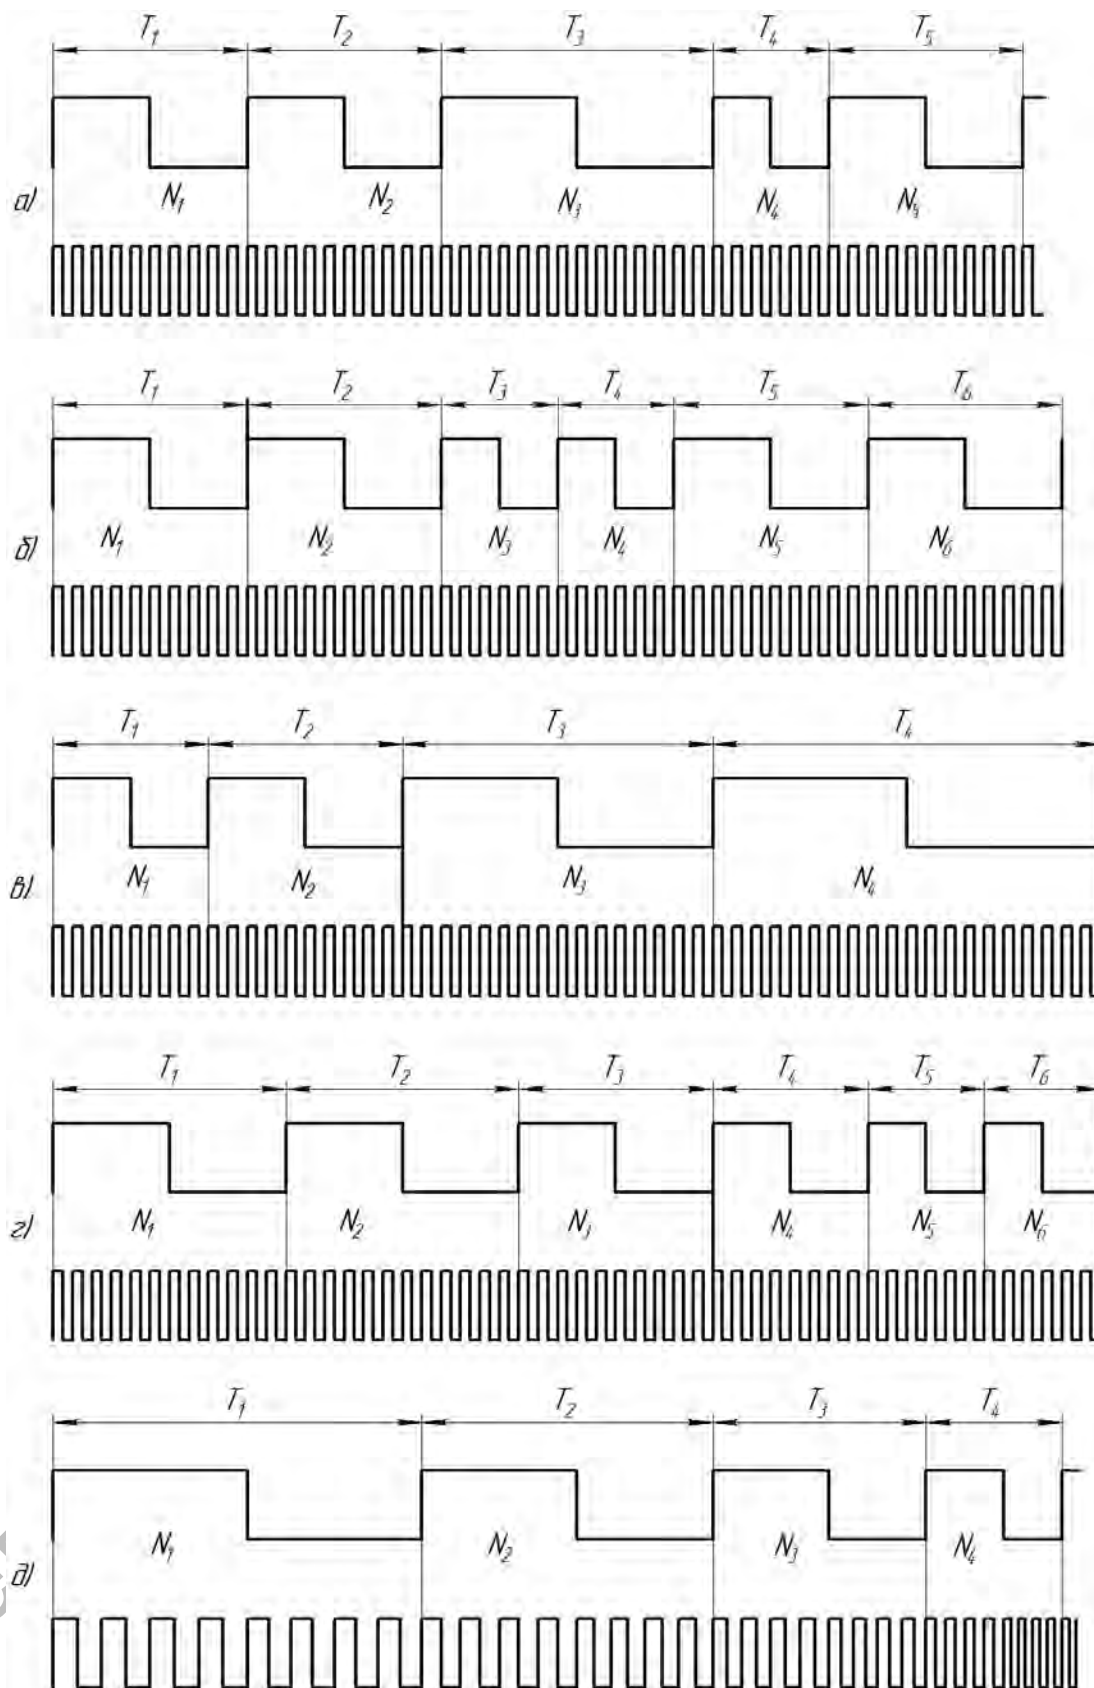 T₁ T₂ T₃ T₄ T₅
а) N₁ N₂ N₃ N₄ N₅
T₁ T₂ T₃ T₄ T₅ T₆
б) N₁ N₂ N₃ N₄ N₅ N₆
T₁ T₂ T₃ T₄
в) N₁ N₂ N₃ N₄
T₁ T₂ T₃ T₄ T₅ T₆
г) N₁ N₂ N₃ N₄ N₅ N₆
T₁ T₂ T₃ T₄
д) N₁ N₂ N₃ N₄